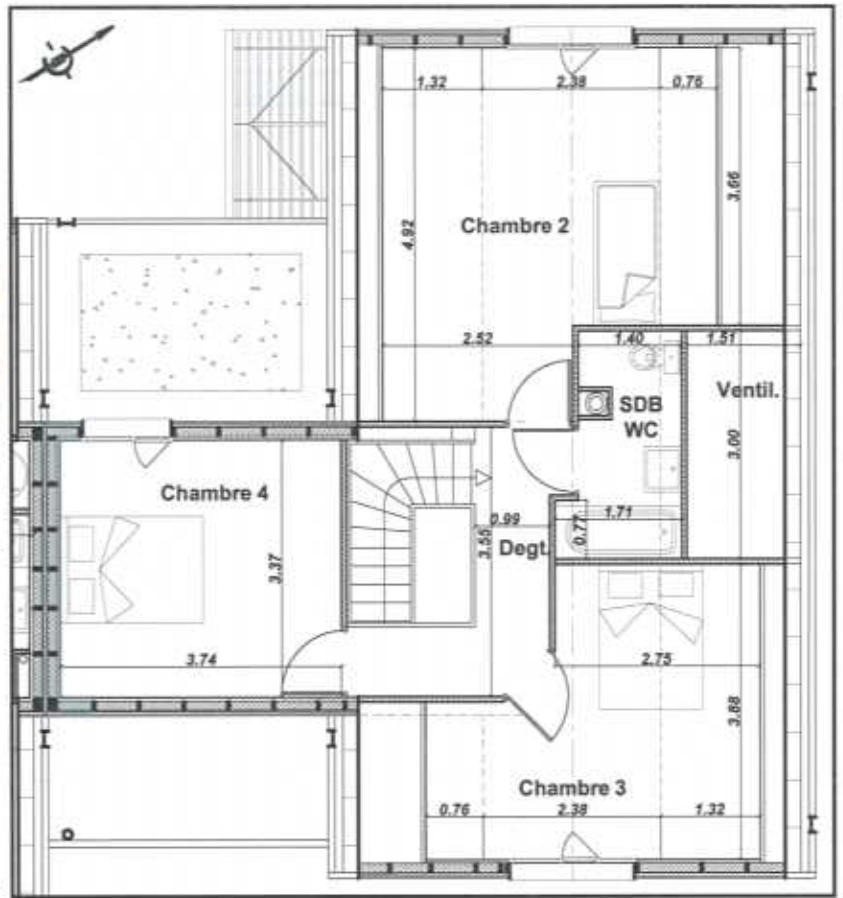 1.32 2.38 0.76
3.66
4.92
Chambre 2
2.52 1.40 1.51
SDB
WC
Ventil.
3.00
Chambre 4
0.99
1.71
0.77
Degt.
3.55
3.37
3.74
2.75
3.88
Chambre 3
0.76 2.38 1.32